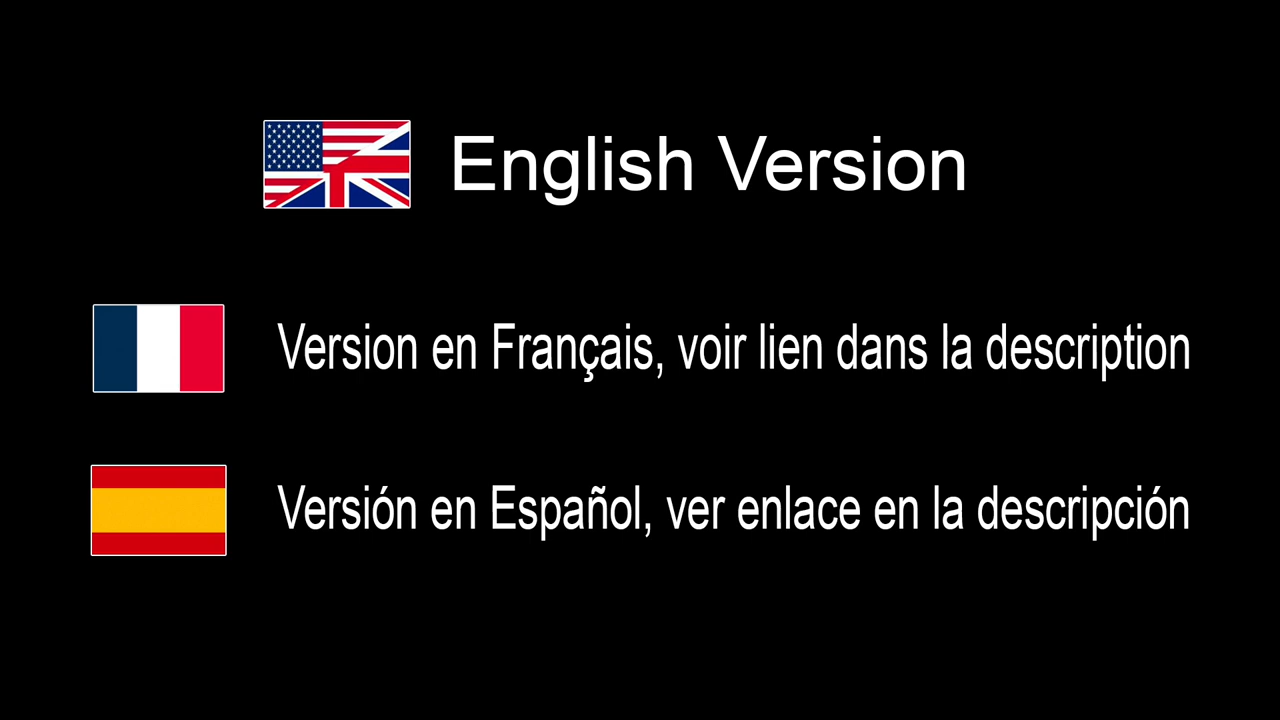 English Version
Version en Français, voir lien dans la description
Versión en Español, ver enlace en la descripción